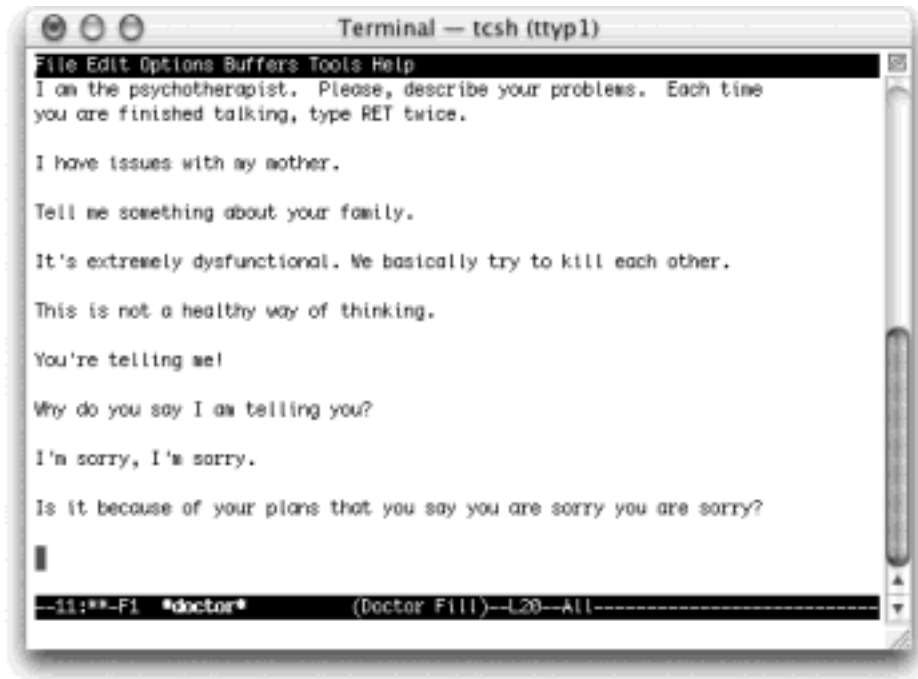 Terminal — tcsh (ttyp1)
File Edit Options Buffers Tools Help
I am the psychotherapist.  Please, describe your problems.  Each time
you are finished talking, type RET twice.
I have issues with my mother.
Tell me something about your family.
It's extremely dysfunctional. We basically try to kill each other.
This is not a healthy way of thinking.
You're telling me!
Why do you say I am telling you?
I'm sorry, I'm sorry.
Is it because of your plans that you say you are sorry you are sorry?
--11:**-F1  *doctor*          (Doctor Fill)--L20--All--------------------------